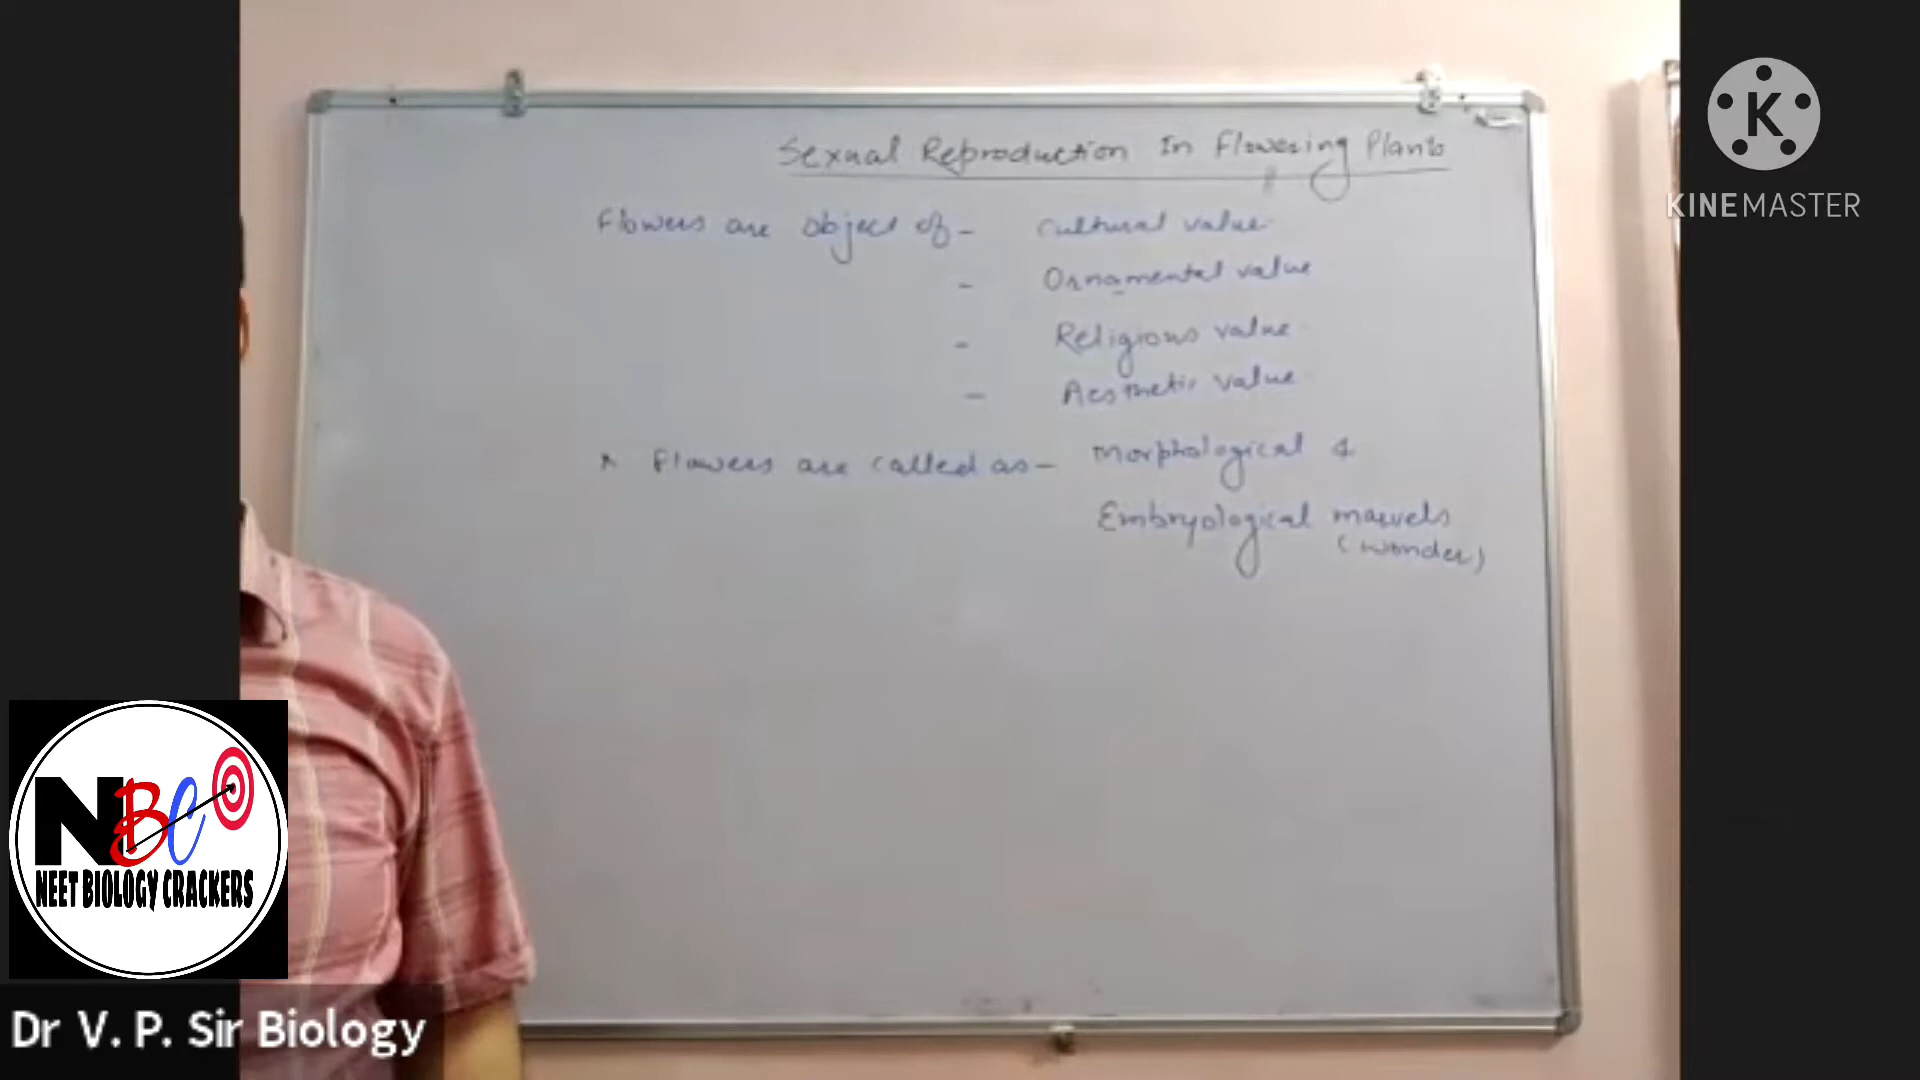 Sexual Reproduction In Flowering Plants
Flowers are object of - Cultural value
- Ornamental value
- Religious value
- Aesthetic value
* Flowers are called as - Morphological &
Embryological marvels
(wonder)
K
KINEMASTER
NBC
NEET BIOLOGY CRACKERS
Dr V. P. Sir Biology